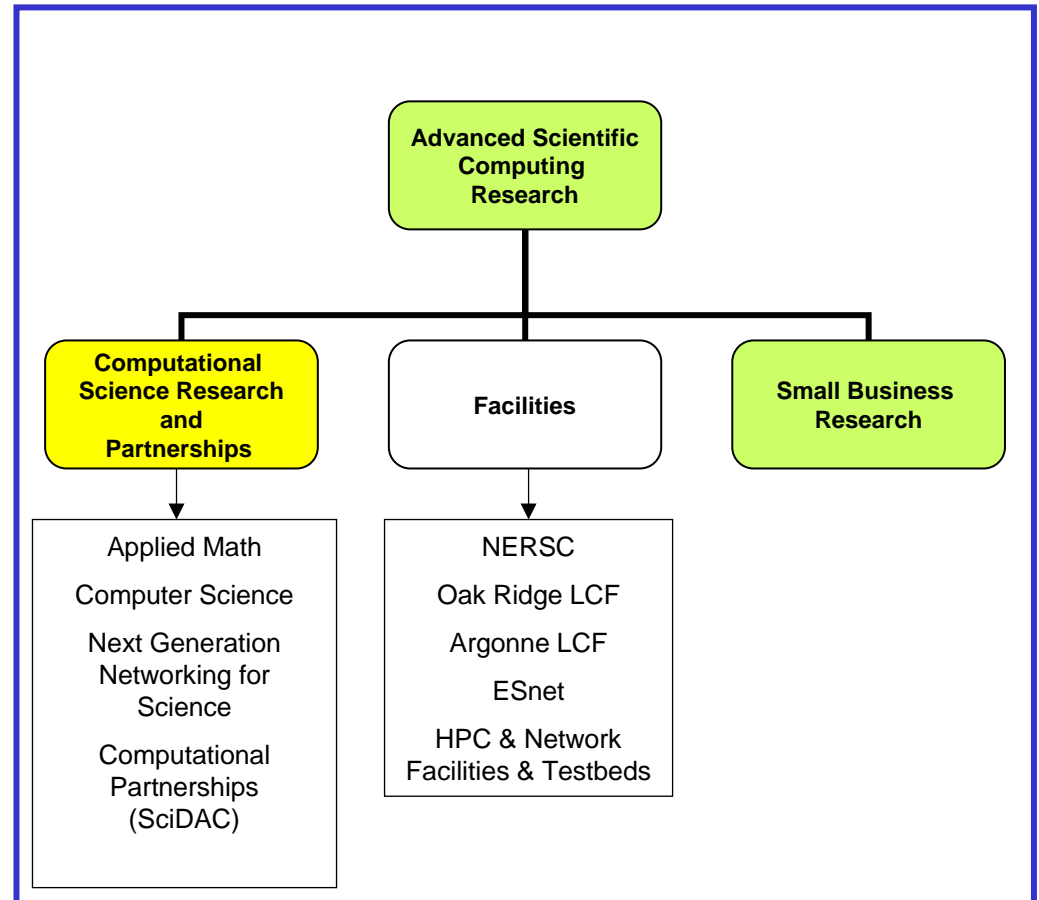 Advanced Scientific
Computing
Research
Computational
Science Research
and
Partnerships
Facilities
Small Business
Research
Applied Math
Computer Science
Next Generation
Networking for
Science
Computational
Partnerships
(SciDAC)
NERSC
Oak Ridge LCF
Argonne LCF
ESnet
HPC & Network
Facilities & Testbeds